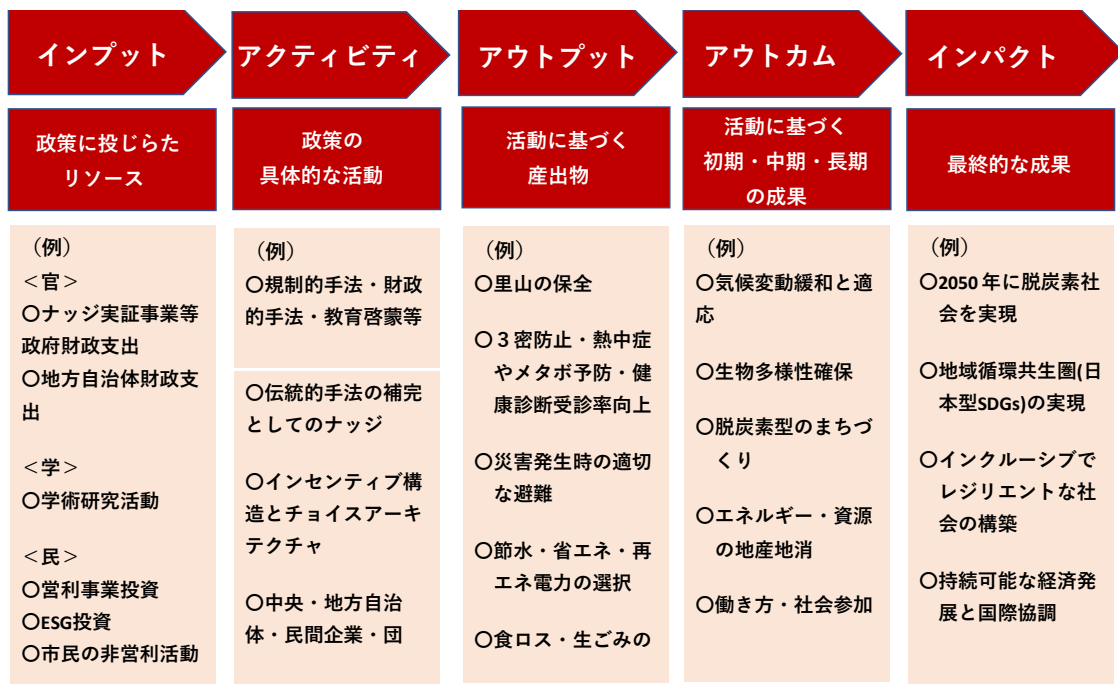 インプット
アクティビティ
アウトプット
アウトカム
インパクト
政策に投じらた
リソース
政策の
具体的な活動
活動に基づく
産出物
活動に基づく
初期・中期・長期
の成果
最終的な成果
（例）
＜官＞
〇ナッジ実証事業等
政府財政支出
〇地方自治体財政支
出
＜学＞
〇学術研究活動
＜民＞
〇営利事業投資
〇ESG投資
〇市民の非営利活動
（例）
〇規制的手法・財政
的手法・教育啓蒙等
〇伝統的手法の補完
としてのナッジ
〇インセンティブ構
造とチョイスアーキ
テクチャ
〇中央・地方自治
体・民間企業・団
（例）
〇里山の保全
〇３密防止・熱中症
やメタボ予防・健
康診断受診率向上
〇災害発生時の適切
な避難
〇節水・省エネ・再
エネ電力の選択
〇食ロス・生ごみの
（例）
〇気候変動緩和と適
応
〇生物多様性確保
〇脱炭素型のまちづ
くり
〇エネルギー・資源
の地産地消
〇働き方・社会参加
（例）
〇2050年に脱炭素社
会を実現
〇地域循環共生圏(日
本型SDGs)の実現
〇インクルーシブで
レジリエントな社
会の構築
〇持続可能な経済発
展と国際協調